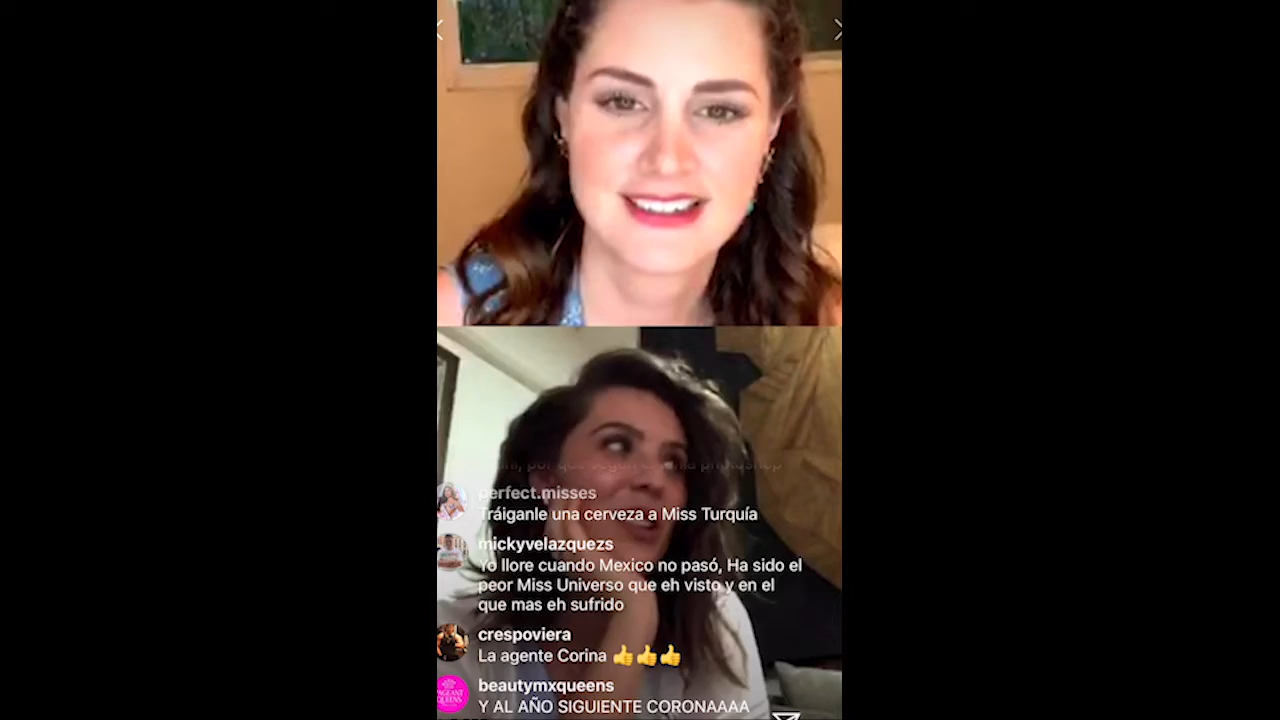 perfect.misses
Tráiganle una cerveza a Miss Turquía
mickyvelazquezs
Yo llore cuando Mexico no pasó, Ha sido el
peor Miss Universo que eh visto y en el
que mas eh sufrido
crespoviera
La agente Corina 👍👍👍
PAGEANT
QUEENS
beautymxqueens
Y AL AÑO SIGUIENTE CORONAAAA